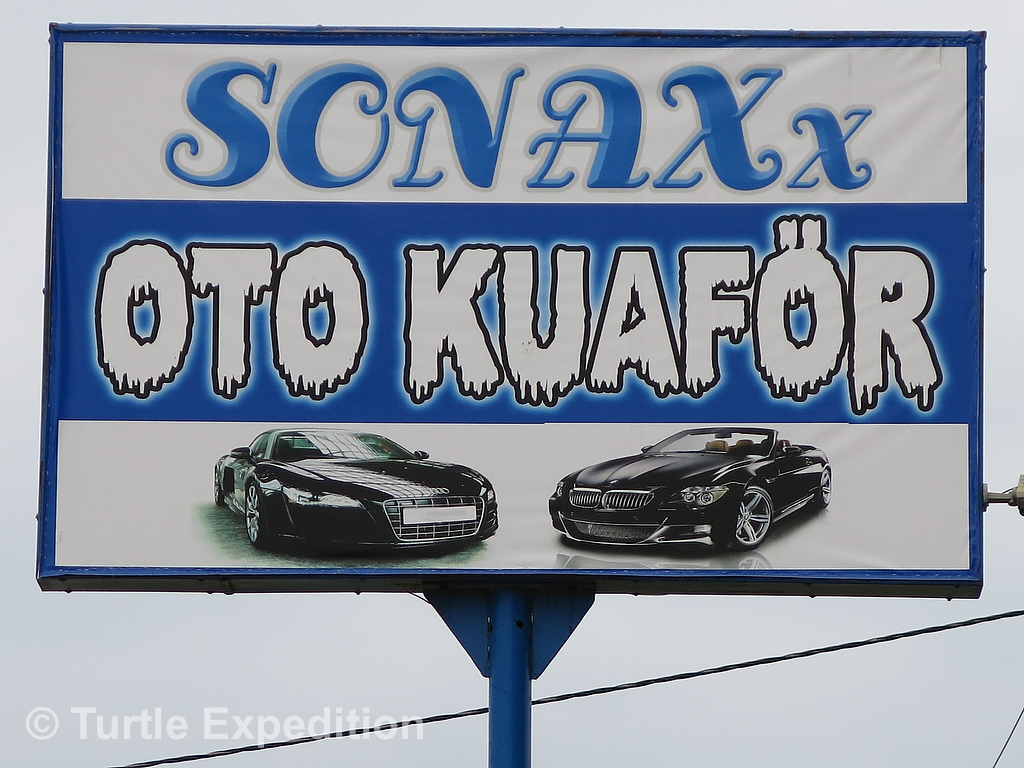 SONAXx
OTO KUAFÖR
© Turtle Expedition